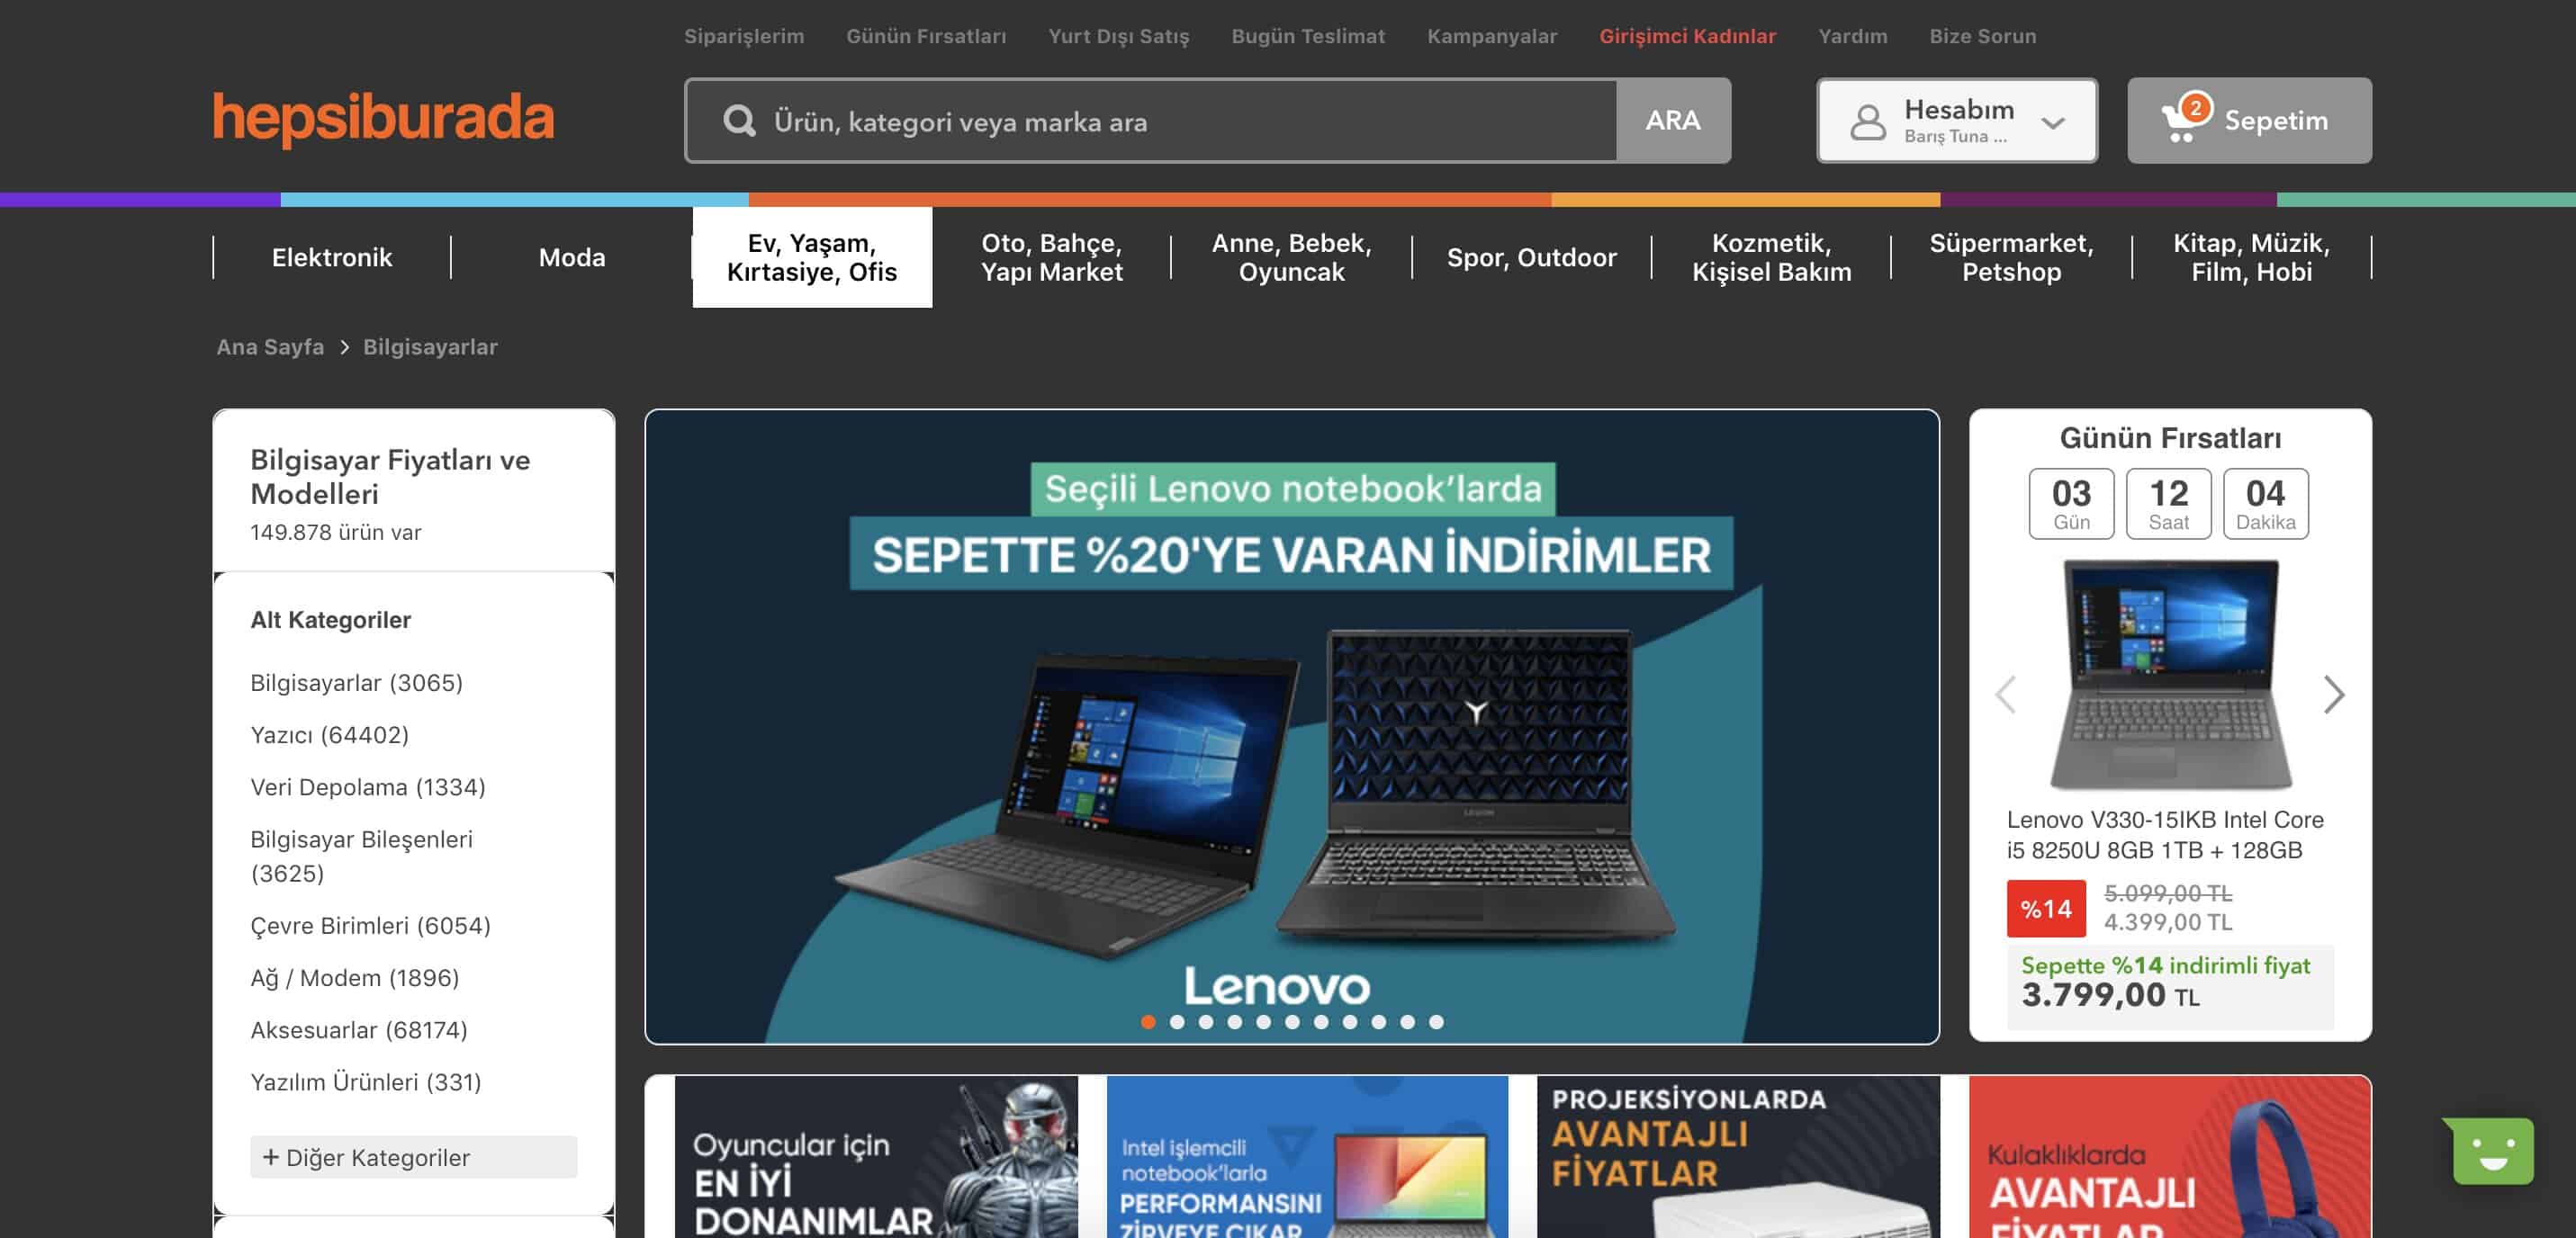 Siparişlerim Günün Fırsatları Yurt Dışı Satış Bugün Teslimat Kampanyalar Girişimci Kadınlar Yardım Bize Sorun
hepsiburada
Ürün, kategori veya marka ara
ARA
Hesabım
Barış Tuna ...
2
Sepetim
Elektronik
Moda
Ev, Yaşam,
Kırtasiye, Ofis
Oto, Bahçe,
Yapı Market
Anne, Bebek,
Oyuncak
Spor, Outdoor
Kozmetik,
Kişisel Bakım
Süpermarket,
Petshop
Kitap, Müzik,
Film, Hobi
Ana Sayfa > Bilgisayarlar
Bilgisayar Fiyatları ve
Modelleri
149.878 ürün var
Alt Kategoriler
Bilgisayarlar (3065)
Yazıcı (64402)
Veri Depolama (1334)
Bilgisayar Bileşenleri
(3625)
Çevre Birimleri (6054)
Ağ / Modem (1896)
Aksesuarlar (68174)
Yazılım Ürünleri (331)
+ Diğer Kategoriler
Seçili Lenovo notebook’larda
SEPETTE %20'YE VARAN İNDİRİMLER
Lenovo
Günün Fırsatları
03 12 04
Gün Saat Dakika
Lenovo V330-15IKB Intel Core
i5 8250U 8GB 1TB + 128GB
%14
5.099,00 TL
4.399,00 TL
Sepette %14 indirimli fiyat
3.799,00 TL
Oyuncular için
EN İYİ
DONANIMLAR
Intel işlemcili
notebook’larla
PERFORMANSINI
ZİRVEYE ÇIKAR
PROJEKSİYONLARDA
AVANTAJLI
FİYATLAR
Kulaklıklarda
AVANTAJLI
FİYATLAR